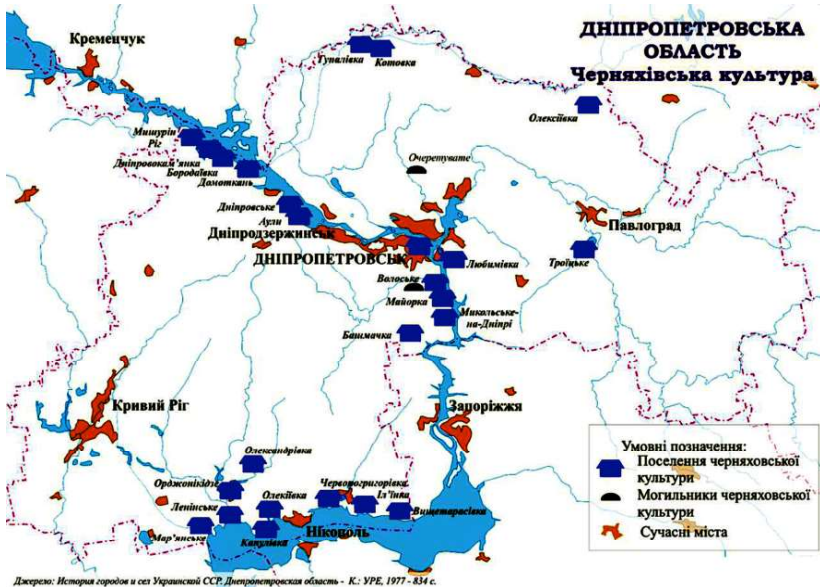 ДНІПРОПЕТРОВСЬКА
ОБЛАСТЬ
Черняхівська культура
Кременчук
Гупалівка
Котовка
Олексіївка
Мишурін
Ріг
Дніпровокам'янка
Бородаївка
Домоткань
Очеретувате
Дніпровське
Аули
Дніпродзержинськ
Павлоград
ДНІПРОПЕТРОВСЬК
Любимівка
Троїцьке
Волоське
Майорка
Микольське-
на-Дніпрі
Башмачка
Кривий Ріг
Запоріжжя
Олександрівка
Орджонікідзе
Ленінське
Олекіївка
Червоногригорівка
Іл'їнка
Вищетарасівка
Мар'янське
Капулівка
Нікополь
Умовні позначення:
Поселення черняховської
культури
Могильники черняховської
культури
Сучасні міста
Джерело: История городов и сел Украинской ССР. Днепропетровская область - К.: УРЕ, 1977 - 834 с.